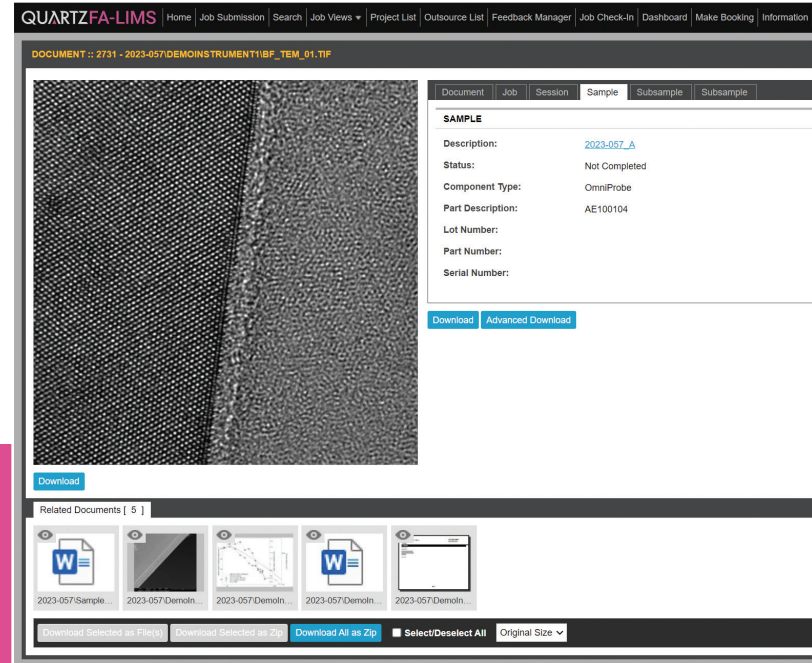 QUARTZFA-LIMS Home Job Submission Search Job Views Project List Outsource List Feedback Manager Job Check-In Dashboard Make Booking Information
DOCUMENT :: 2731 - 2023-057\DEMOINSTRUMENT1\BF_TEM_01.TIF
Document Job Session Sample Subsample Subsample
SAMPLE
Description: 2023-057_A
Status: Not Completed
Component Type: OmniProbe
Part Description: AE100104
Lot Number:
Part Number:
Serial Number:
Download Advanced Download
Download
Related Documents [ 5 ]
2023-057\Sample... 2023-057\DemoIn... 2023-057\DemoIn... 2023-057\DemoIn... 2023-057\DemoIn...
Download Selected as File(s) Download Selected as Zip Download All as Zip Select/Deselect All Original Size